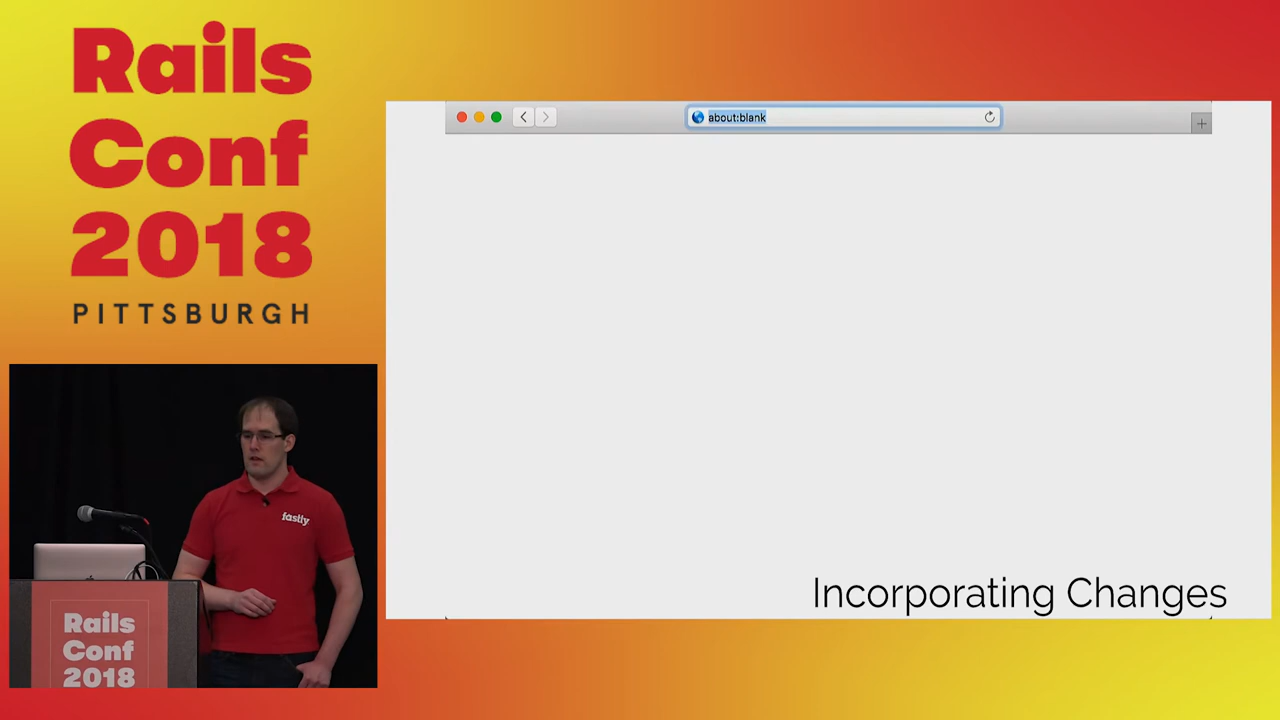 Rails
Conf
2018
PITTSBURGH
about:blank
Incorporating Changes
fastly
Rails
Conf
2018